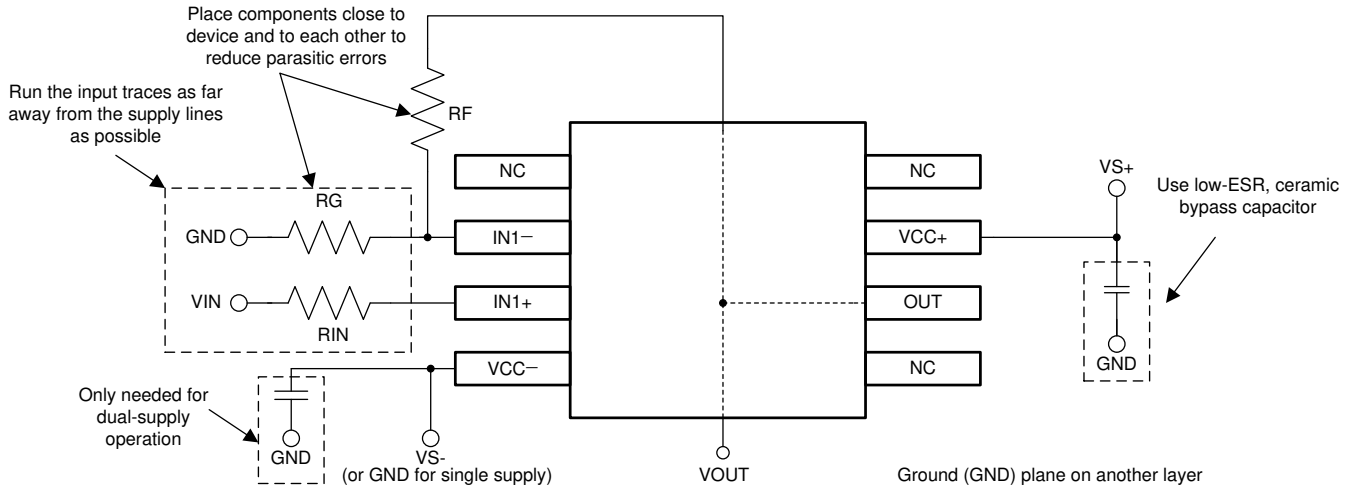 Place components close to
device and to each other to
reduce parasitic errors
Run the input traces as far
away from the supply lines
as possible
RF
NC
NC
VS+
Use low-ESR, ceramic
bypass capacitor
RG
GND
IN1−
VCC+
VIN
IN1+
OUT
RIN
GND
VCC−
NC
Only needed for
dual-supply
operation
GND
VS-
(or GND for single supply)
VOUT
Ground (GND) plane on another layer